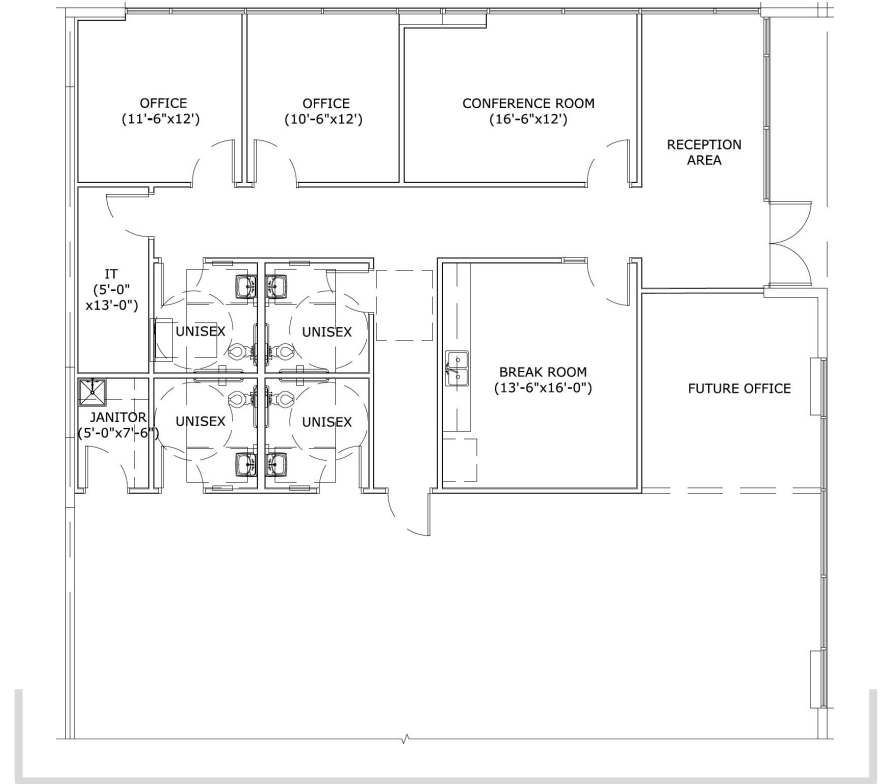 OFFICE
(11'-6"x12')
OFFICE
(10'-6"x12')
CONFERENCE ROOM
(16'-6"x12')
RECEPTION
AREA
IT
(5'-0"
x13'-0")
UNISEX
UNISEX
BREAK ROOM
(13'-6"x16'-0")
FUTURE OFFICE
JANITOR
(5'-0"x7'-6")
UNISEX
UNISEX